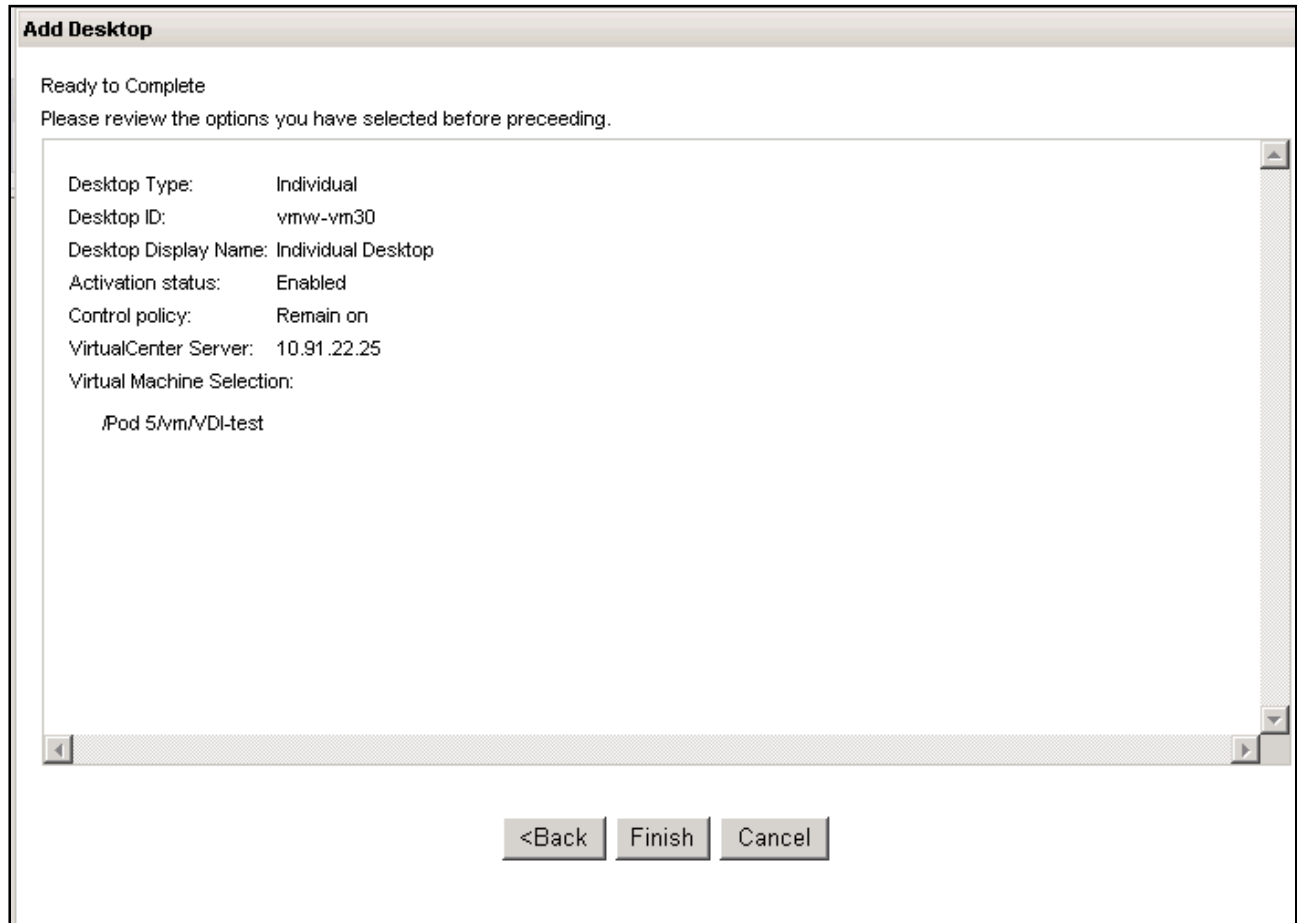 Add Desktop
Ready to Complete
Please review the options you have selected before preceeding.
Desktop Type: Individual
Desktop ID: vmw-vm30
Desktop Display Name: Individual Desktop
Activation status: Enabled
Control policy: Remain on
VirtualCenter Server: 10.91.22.25
Virtual Machine Selection:
/Pod 5/vm/VDI-test
<Back Finish Cancel